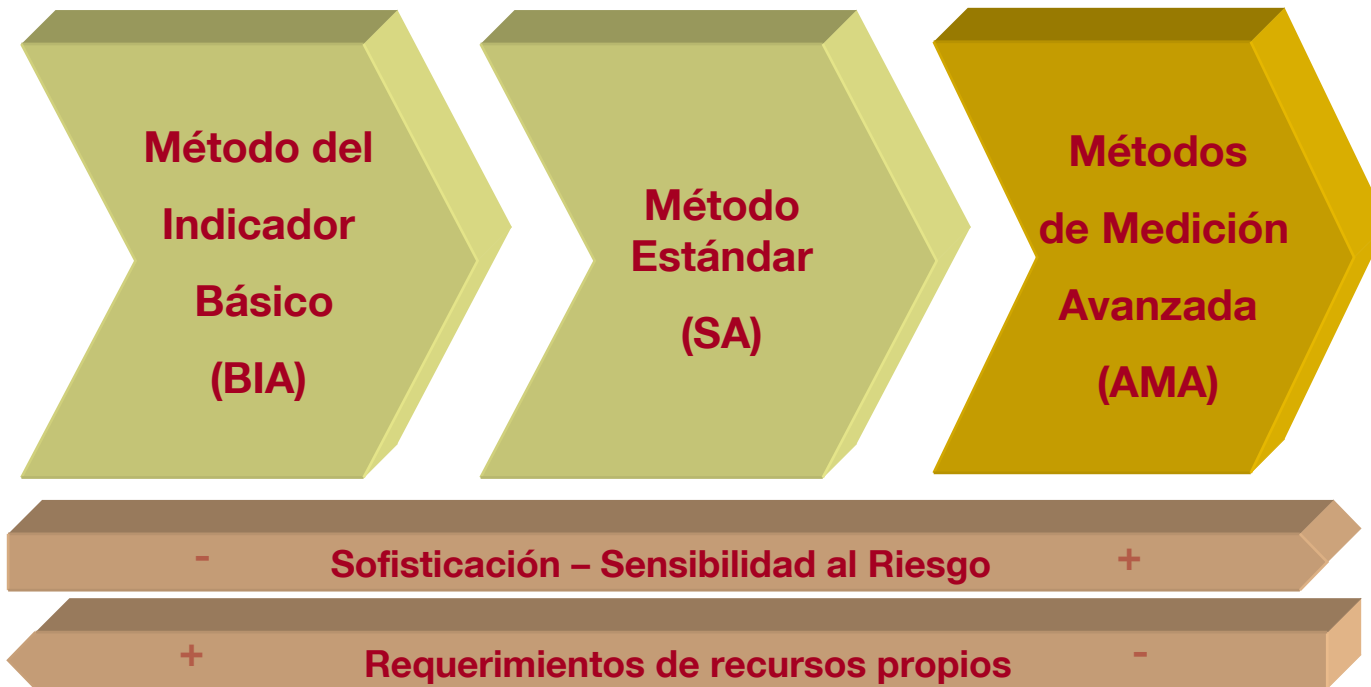 Método del
Indicador
Básico
(BIA)
Método
Estándar
(SA)
Métodos
de Medición
Avanzada
(AMA)
- Sofisticación – Sensibilidad al Riesgo +
+ Requerimientos de recursos propios -